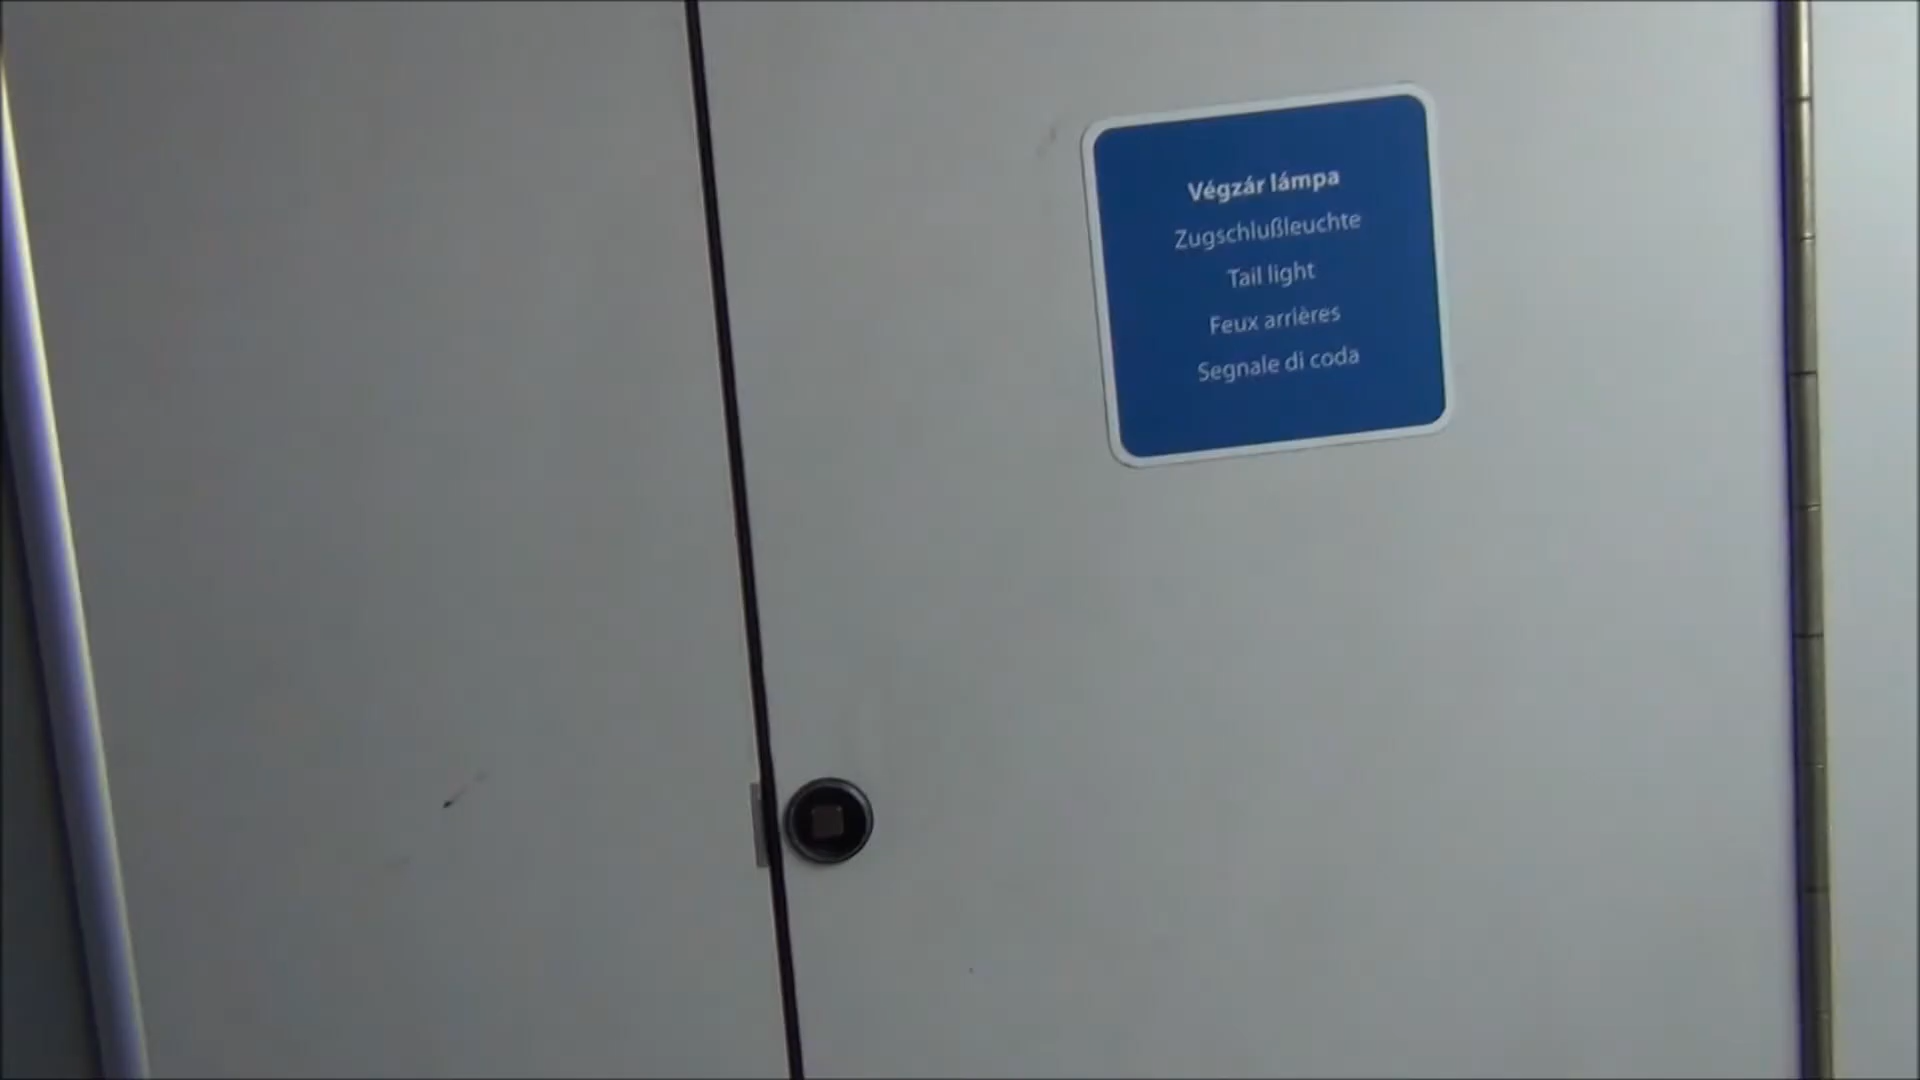 Végzár lámpa
Zugschlußleuchte
Tail light
Feux arrières
Segnale di coda